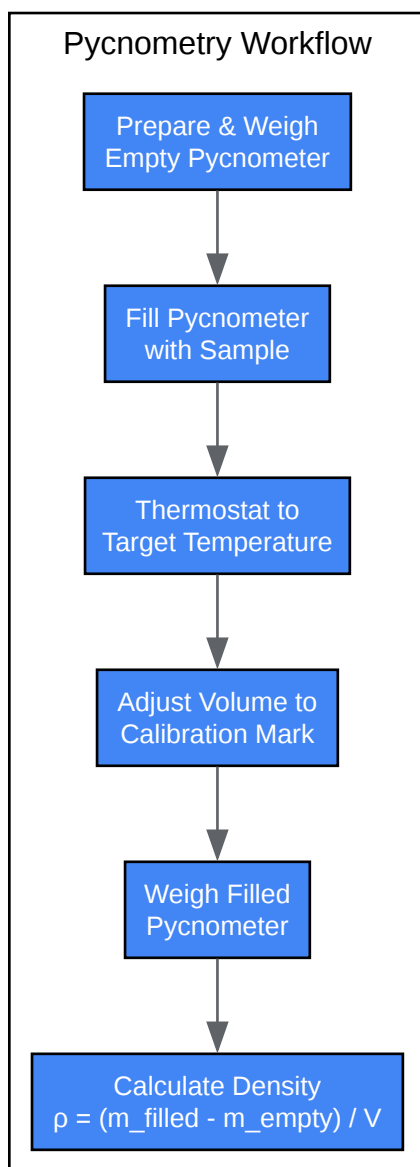 Pycnometry Workflow
Prepare & Weigh
Empty Pycnometer
Fill Pycnometer
with Sample
Thermostat to
Target Temperature
Adjust Volume to
Calibration Mark
Weigh Filled
Pycnometer
Calculate Density
ρ = (m_filled - m_empty) / V